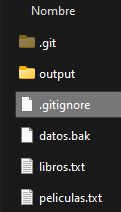 Nombre
.git
output
.gitignore
datos.bak
libros.txt
peliculas.txt